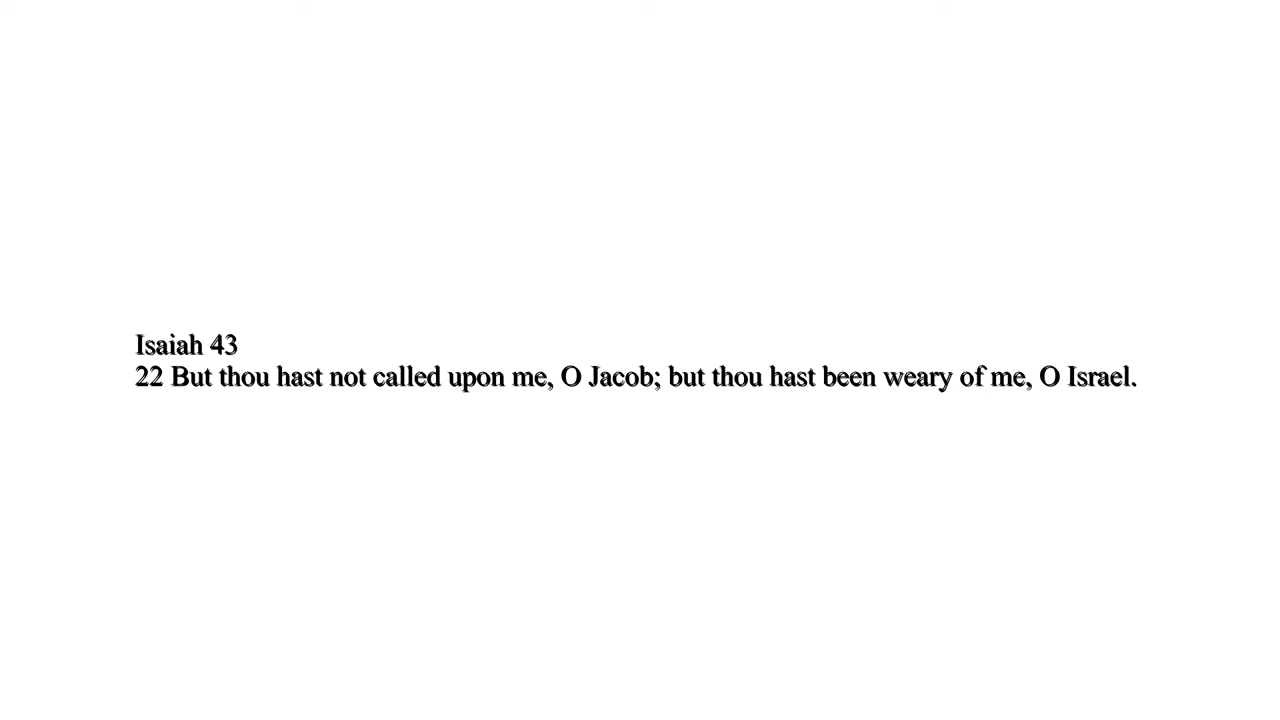 Isaiah 43
22 But thou hast not called upon me, O Jacob; but thou hast been weary of me, O Israel.